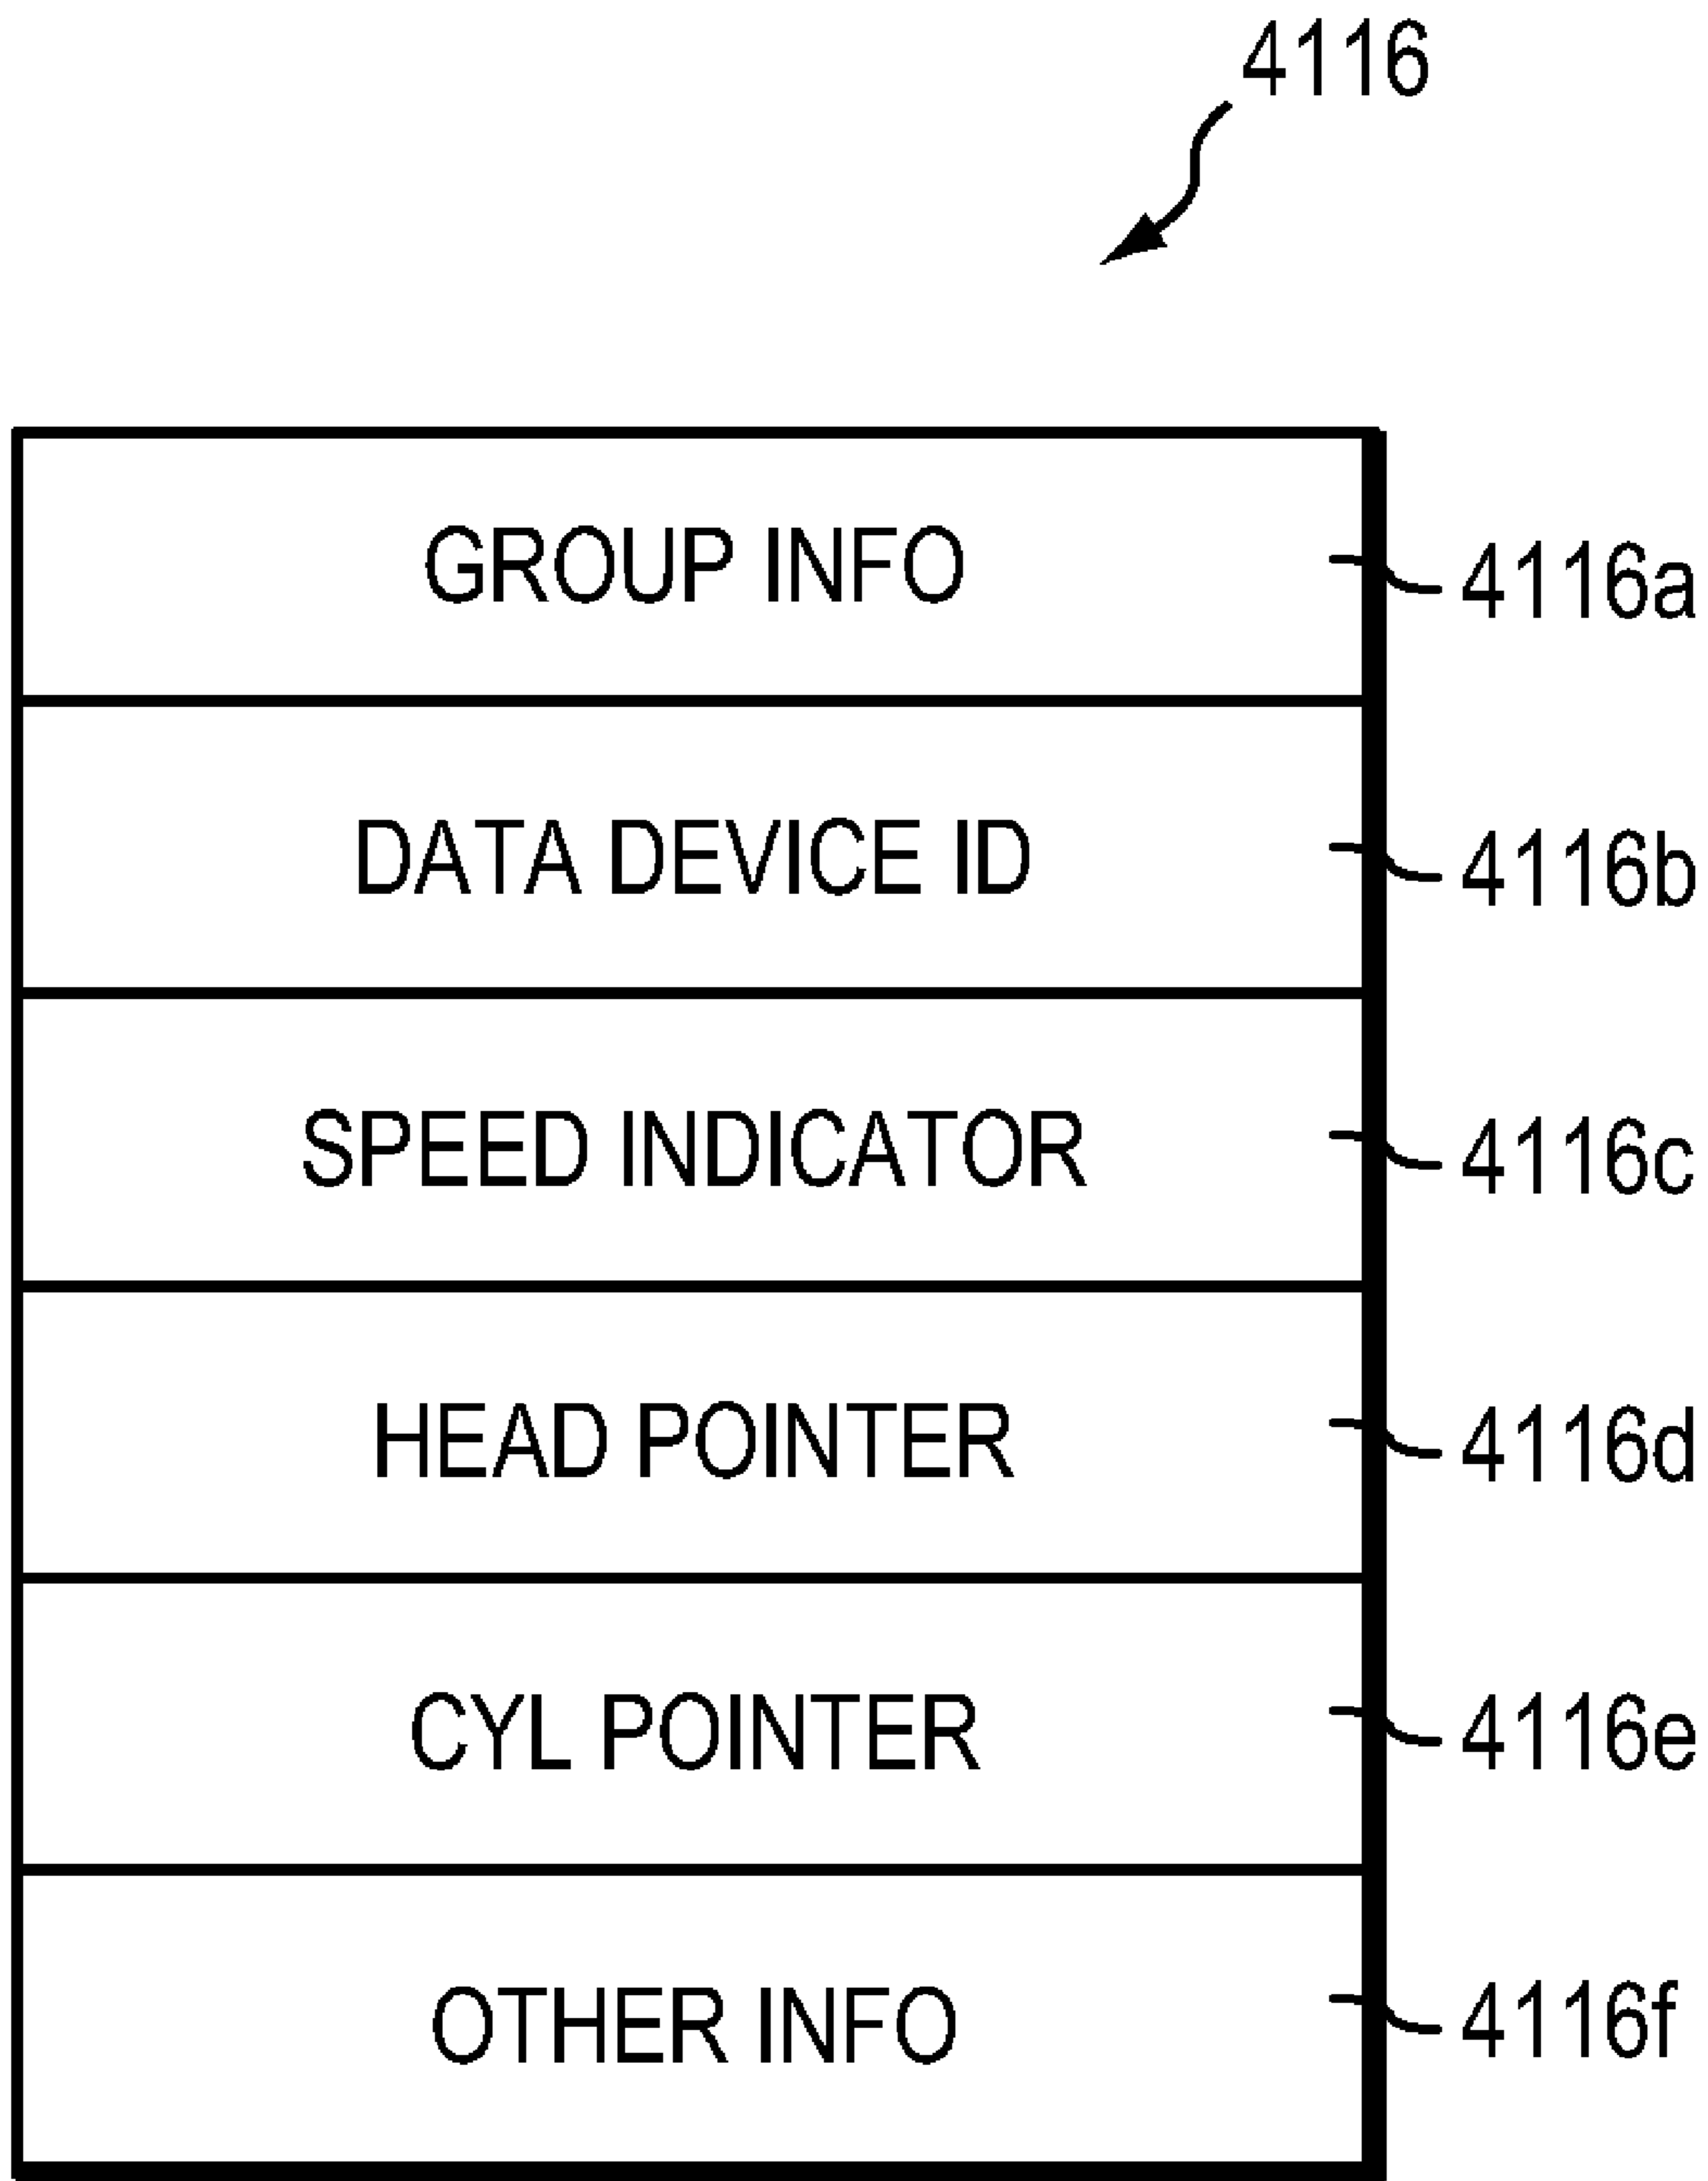 4116
GROUP INFO 4116a
DATA DEVICE ID 4116b
SPEED INDICATOR 4116c
HEAD POINTER 4116d
CYL POINTER 4116e
OTHER INFO 4116f